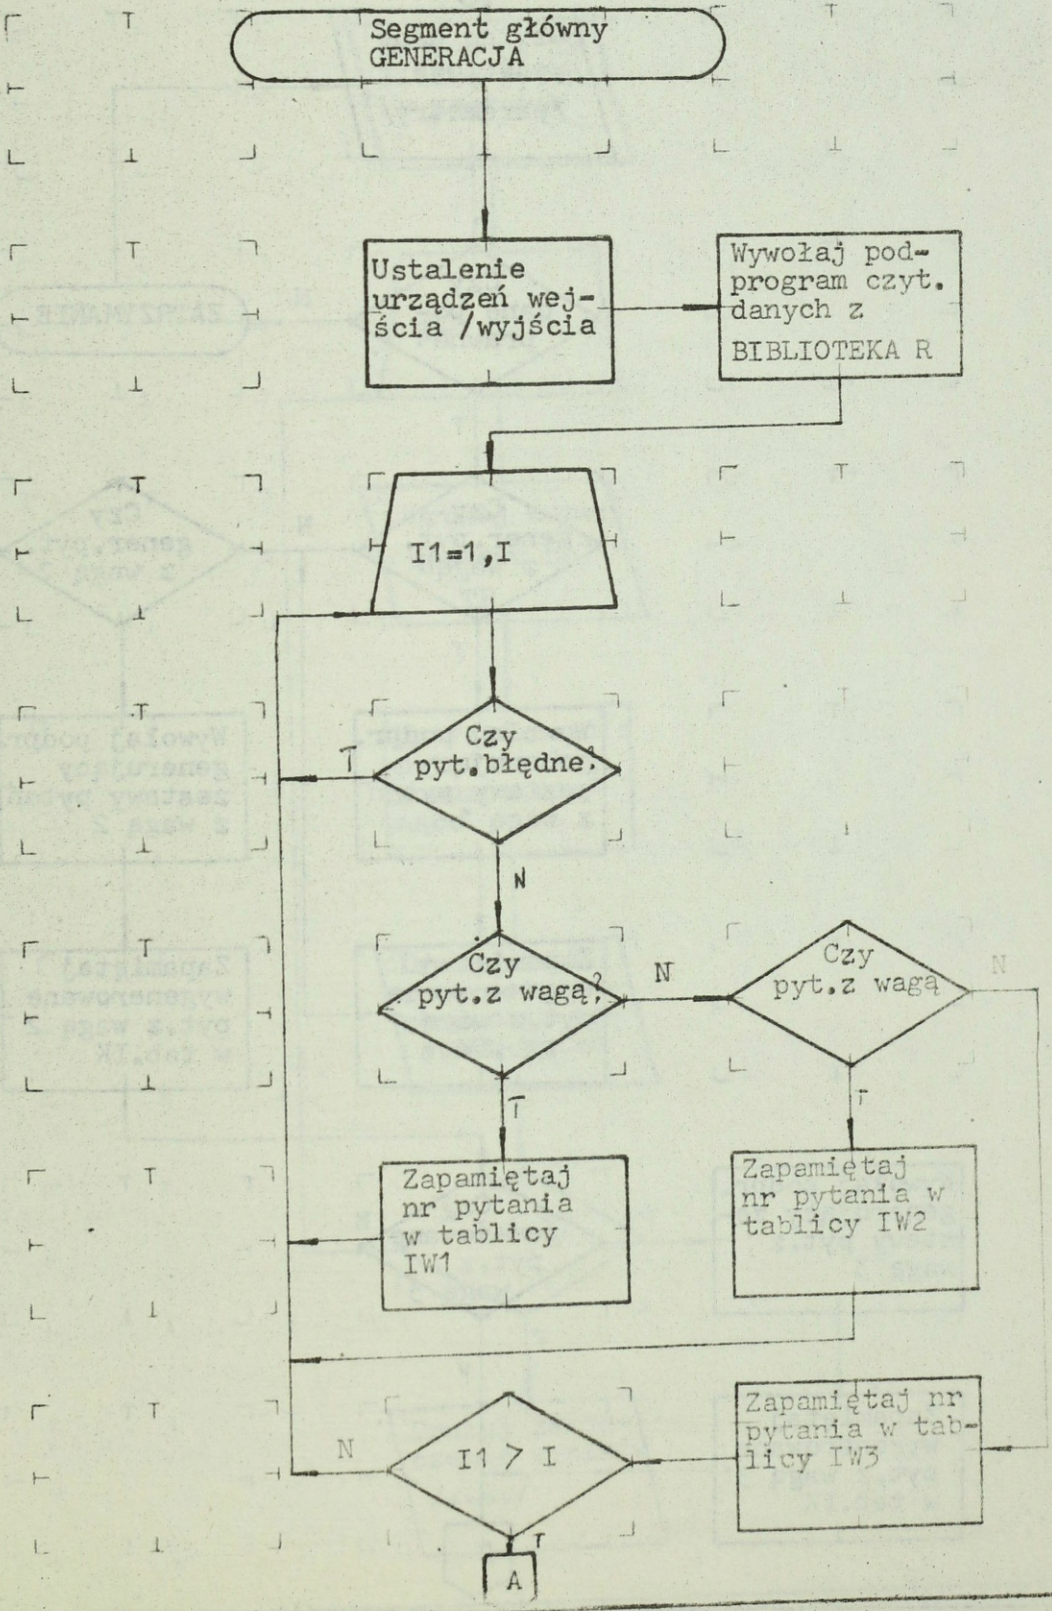 Segment główny
GENERACJA
Ustalenie
urządzeń wej-
ścia /wyjścia
Wywołaj pod-
program czyt.
danych z
BIBLIOTEKA R
I1=1,I
Czy
pyt.błędne?
T
N
Czy
pyt.z wagą?
N
T
Czy
pyt.z wagą
N
T
Zapamiętaj
nr pytania
w tablicy
IW1
Zapamiętaj
nr pytania w
tablicy IW2
Zapamiętaj nr
pytania w tab-
licy IW3
I1 > I
N
T
A